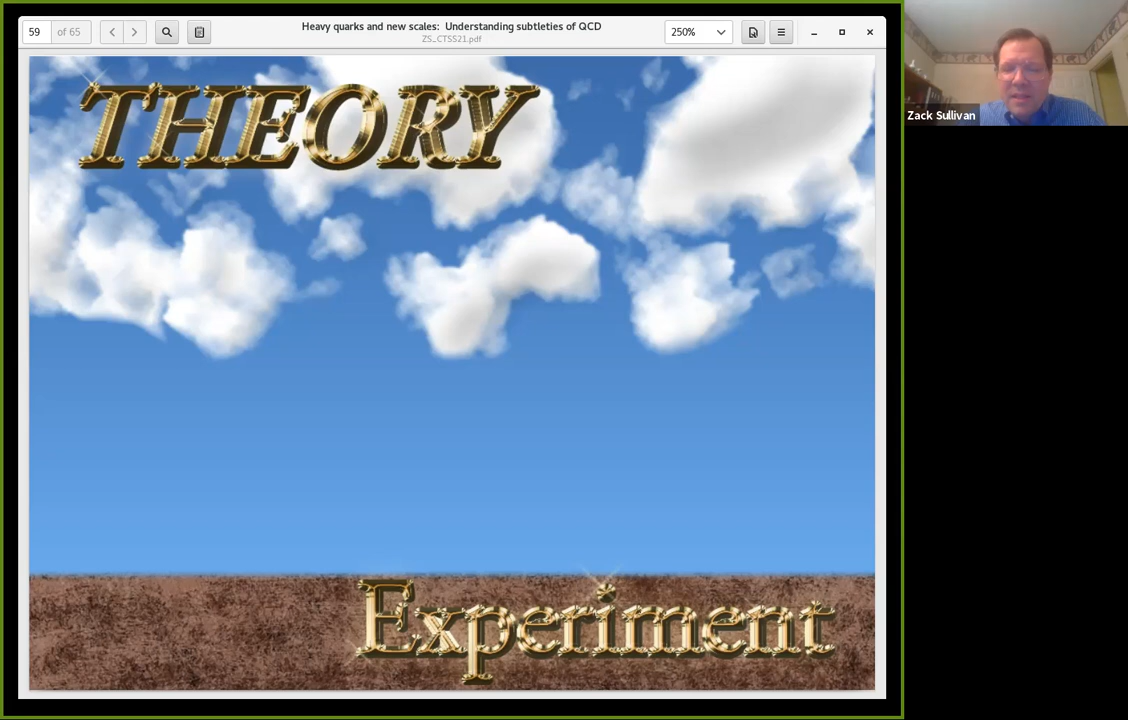 59
of 65
Heavy quarks and new scales: Understanding subtleties of QCD
ZS_CTSS21.pdf
250%
Zack Sullivan
THEORY
Experiment